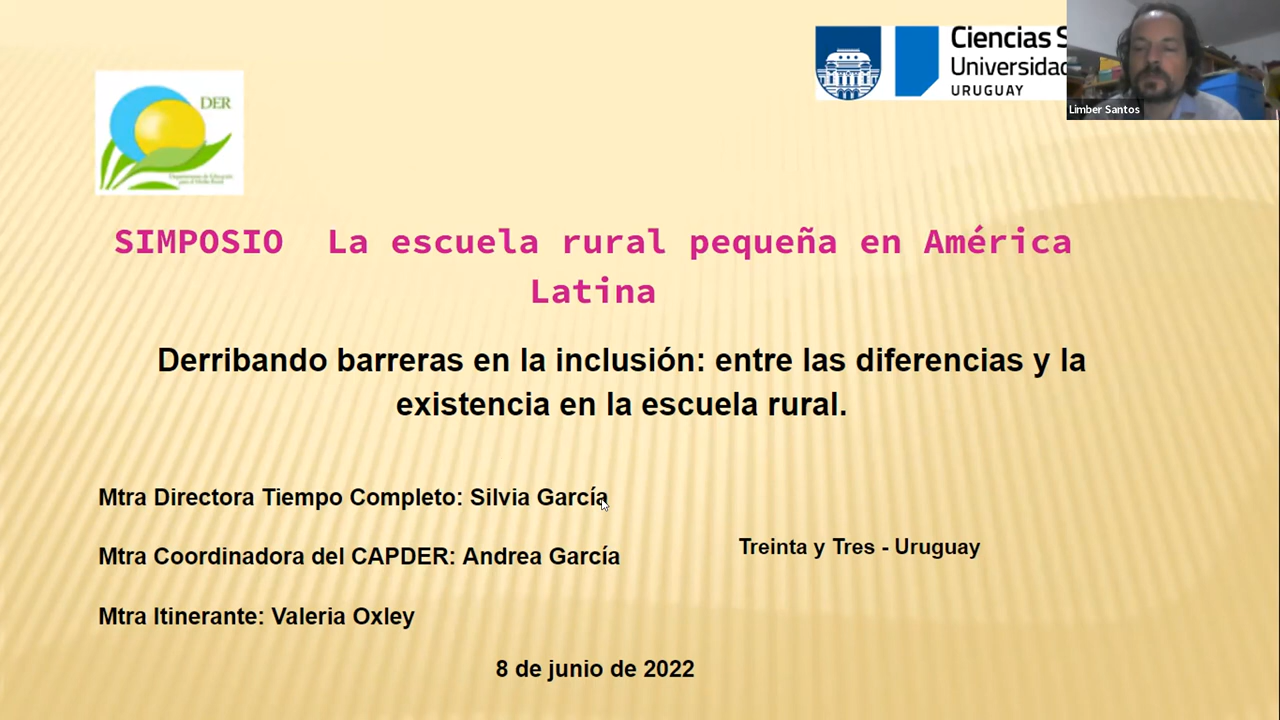 Ciencias S
Universidad
URUGUAY
Limber Santos
DER
SIMPOSIO La escuela rural pequeña en América
Latina
Derribando barreras en la inclusión: entre las diferencias y la
existencia en la escuela rural.
Mtra Directora Tiempo Completo: Silvia García
Mtra Coordinadora del CAPDER: Andrea García
Treinta y Tres - Uruguay
Mtra Itinerante: Valeria Oxley
8 de junio de 2022